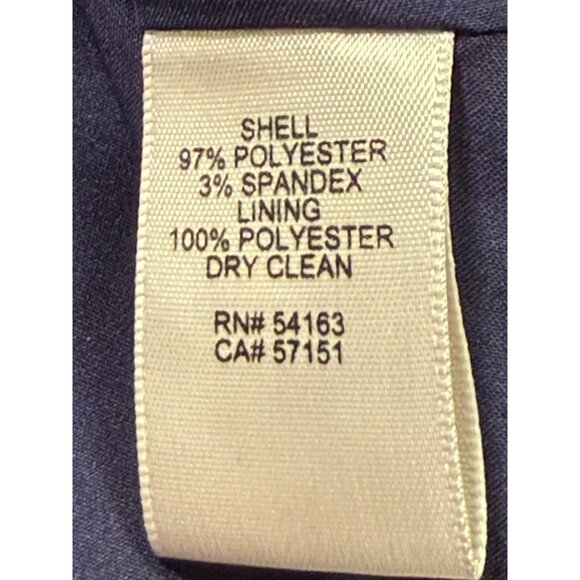 SHELL
97% POLYESTER
3% SPANDEX
LINING
100% POLYESTER
DRY CLEAN
RN# 54163
CA# 57151